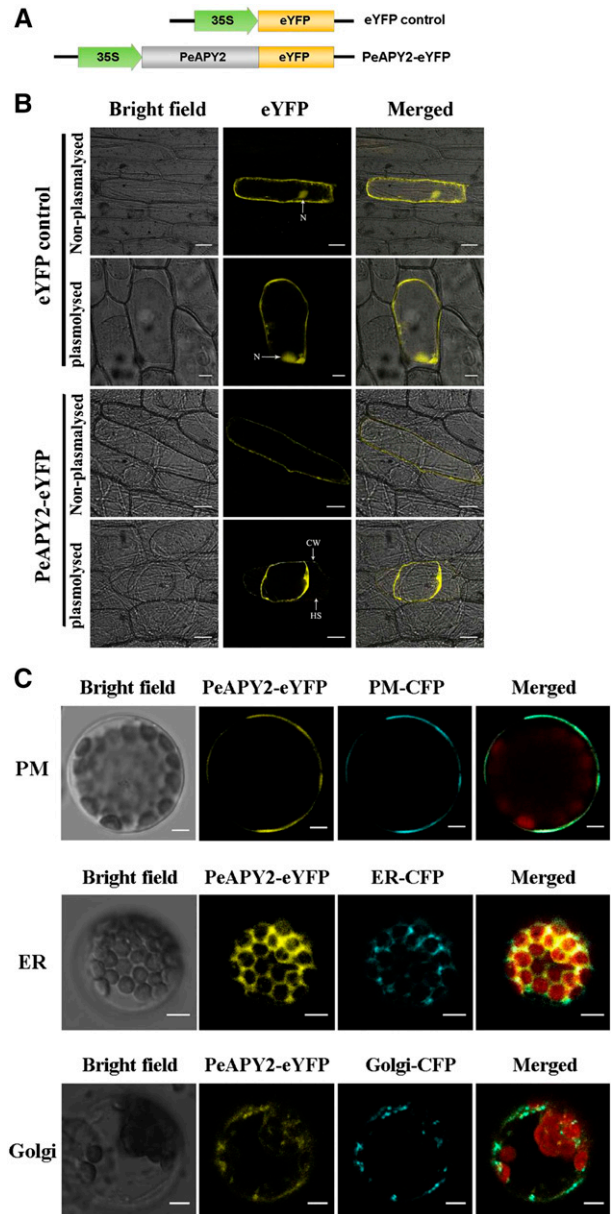 A
35S eYFP eYFP control
35S PeAPY2 eYFP PeAPY2-eYFP
B
Bright field eYFP Merged
eYFP control
Non-plasmalysed
N
plasmolysed
N
PeAPY2-eYFP
Non-plasmalysed
plasmolysed
CW
HS
C
Bright field PeAPY2-eYFP PM-CFP Merged
PM
Bright field PeAPY2-eYFP ER-CFP Merged
ER
Bright field PeAPY2-eYFP Golgi-CFP Merged
Golgi